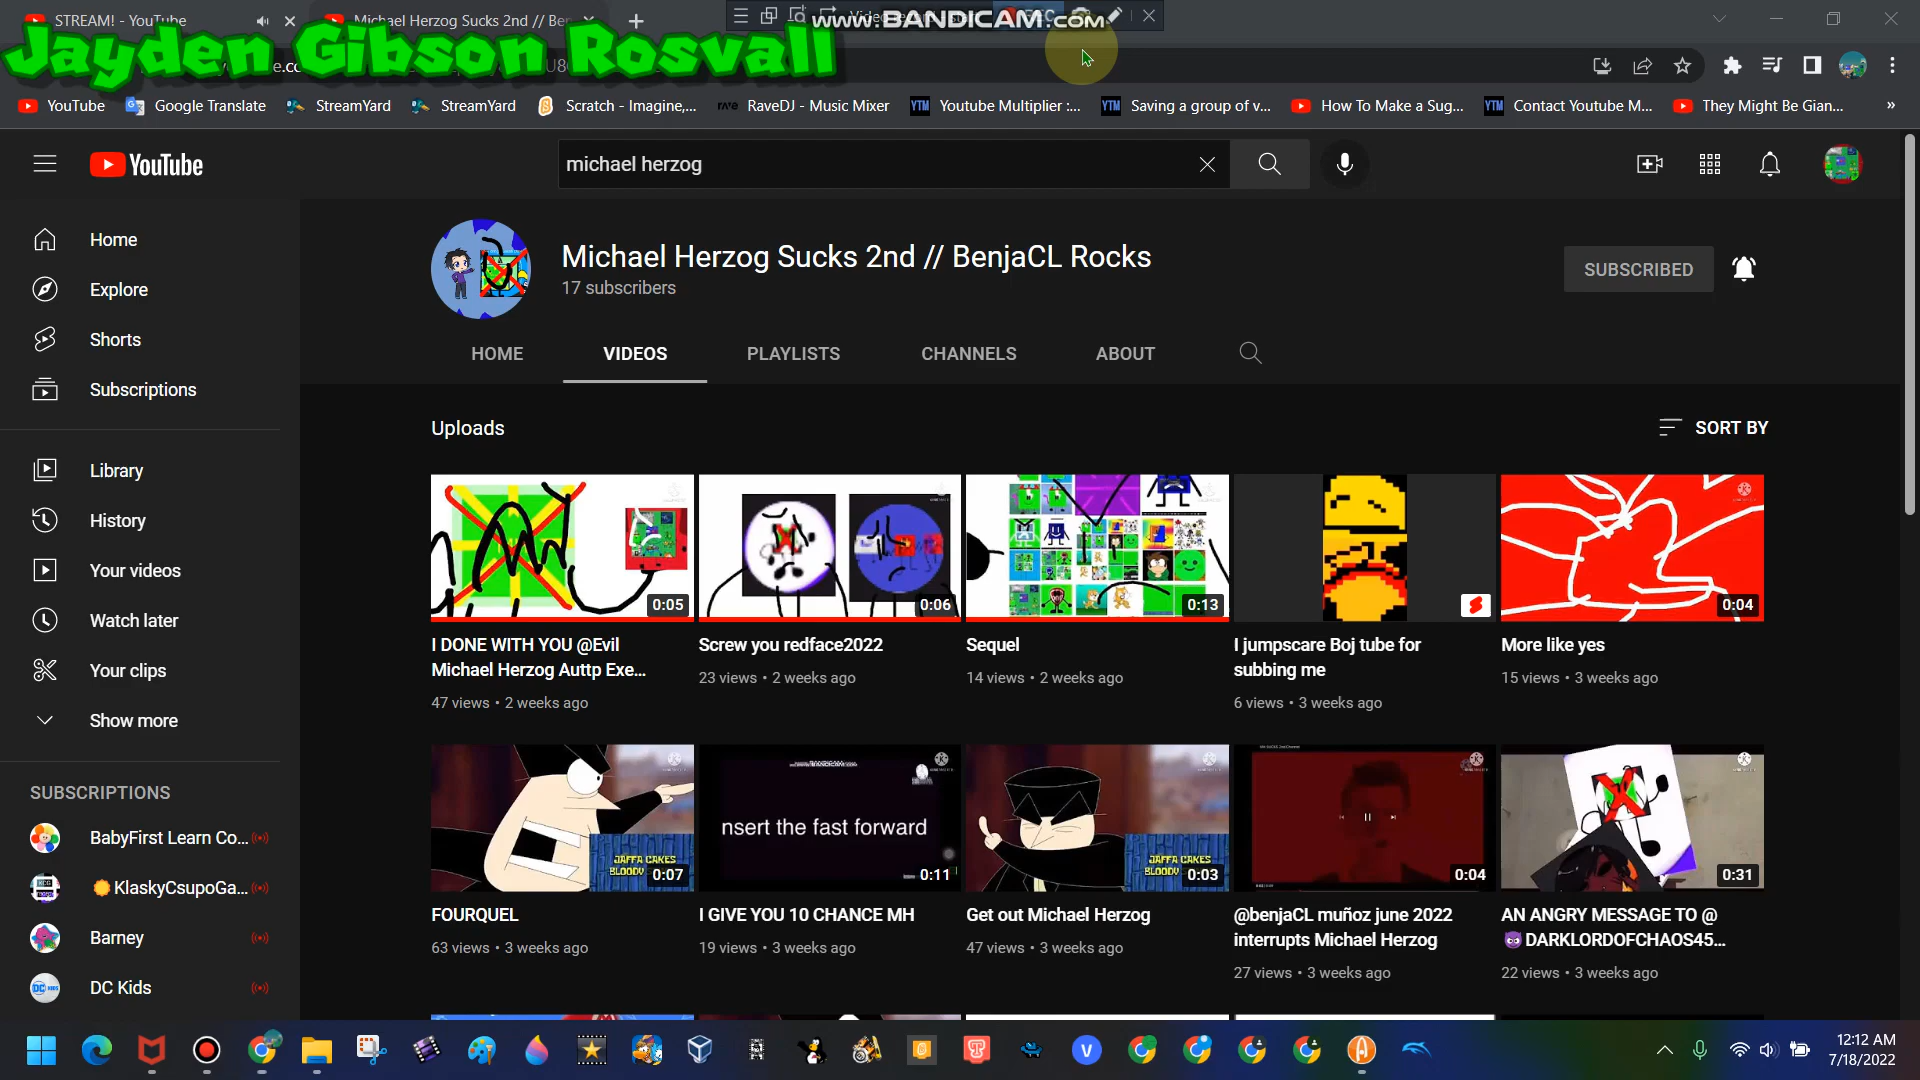 STREAM! - YouTube
Michael Herzog Sucks 2nd // Ber
www.BANDICAM.com
Jayden Gibson Rosvall
YouTube
Google Translate
StreamYard
StreamYard
Scratch - Imagine,...
RaveDJ - Music Mixer
Youtube Multiplier :...
Saving a group of v...
How To Make a Sug...
Contact Youtube M...
They Might Be Gian...
»
YouTube
michael herzog
Home
Explore
Shorts
Subscriptions
Library
History
Your videos
Watch later
Your clips
Show more
SUBSCRIPTIONS
BabyFirst Learn Co...
KlaskyCsupoGa...
Barney
DC Kids
Michael Herzog Sucks 2nd // BenjaCL Rocks
17 subscribers
SUBSCRIBED
HOME
VIDEOS
PLAYLISTS
CHANNELS
ABOUT
Uploads
SORT BY
0:05
0:06
0:13
0:04
I DONE WITH YOU @Evil
Michael Herzog Auttp Exe...
47 views • 2 weeks ago
Screw you redface2022
23 views • 2 weeks ago
Sequel
14 views • 2 weeks ago
I jumpscare Boj tube for
subbing me
6 views • 3 weeks ago
More like yes
15 views • 3 weeks ago
JAFFA CAKES
BLOODY
0:07
www.BANDICAM.com
nsert the fast forward
0:11
JAFFA CAKES
BLOODY
0:03
0:04
0:31
FOURQUEL
63 views • 3 weeks ago
I GIVE YOU 10 CHANCE MH
19 views • 3 weeks ago
Get out Michael Herzog
47 views • 3 weeks ago
@benjaCL muñoz june 2022
interrupts Michael Herzog
27 views • 3 weeks ago
AN ANGRY MESSAGE TO @
😈DARKLORDOFCHAOS45...
22 views • 3 weeks ago
12:12 AM
7/18/2022